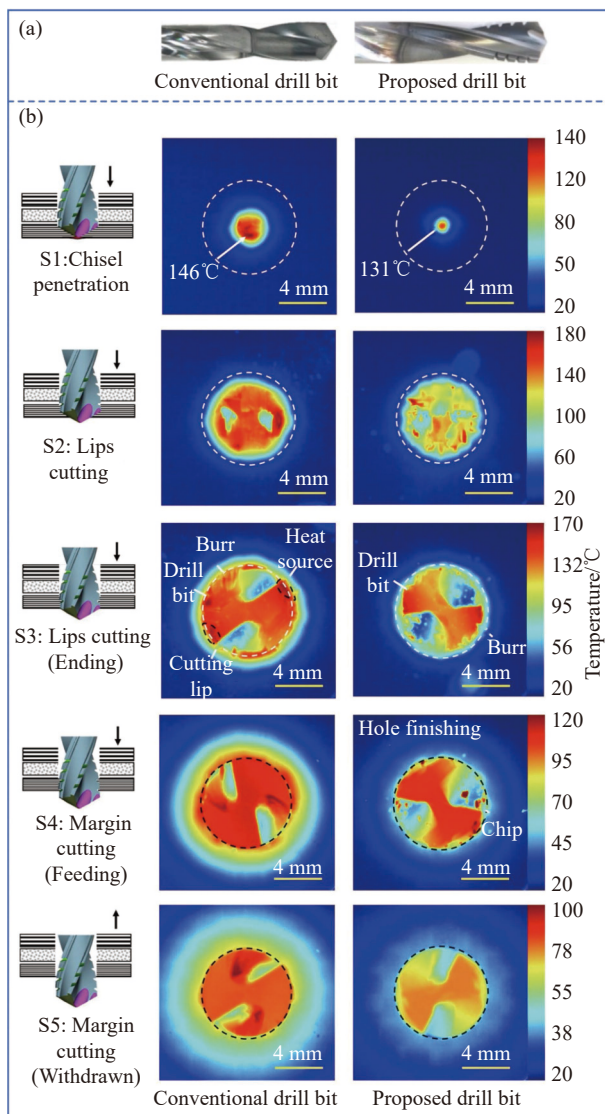 (a)
Conventional drill bit Proposed drill bit
(b)
S1:Chisel
penetration
146℃
4 mm
131℃
4 mm
140
120
80
50
20
S2: Lips
cutting
4 mm
4 mm
180
140
100
60
20
S3: Lips cutting
(Ending)
Burr
Drill
bit
Heat
source
Cutting
lip
4 mm
Drill
bit
Burr
4 mm
170
132
95
56
20
Temperature/℃
S4: Margin
cutting
(Feeding)
4 mm
Hole finishing
Chip
4 mm
120
95
70
45
20
S5: Margin
cutting
(Withdrawn)
4 mm
4 mm
100
78
55
38
20
Conventional drill bit Proposed drill bit